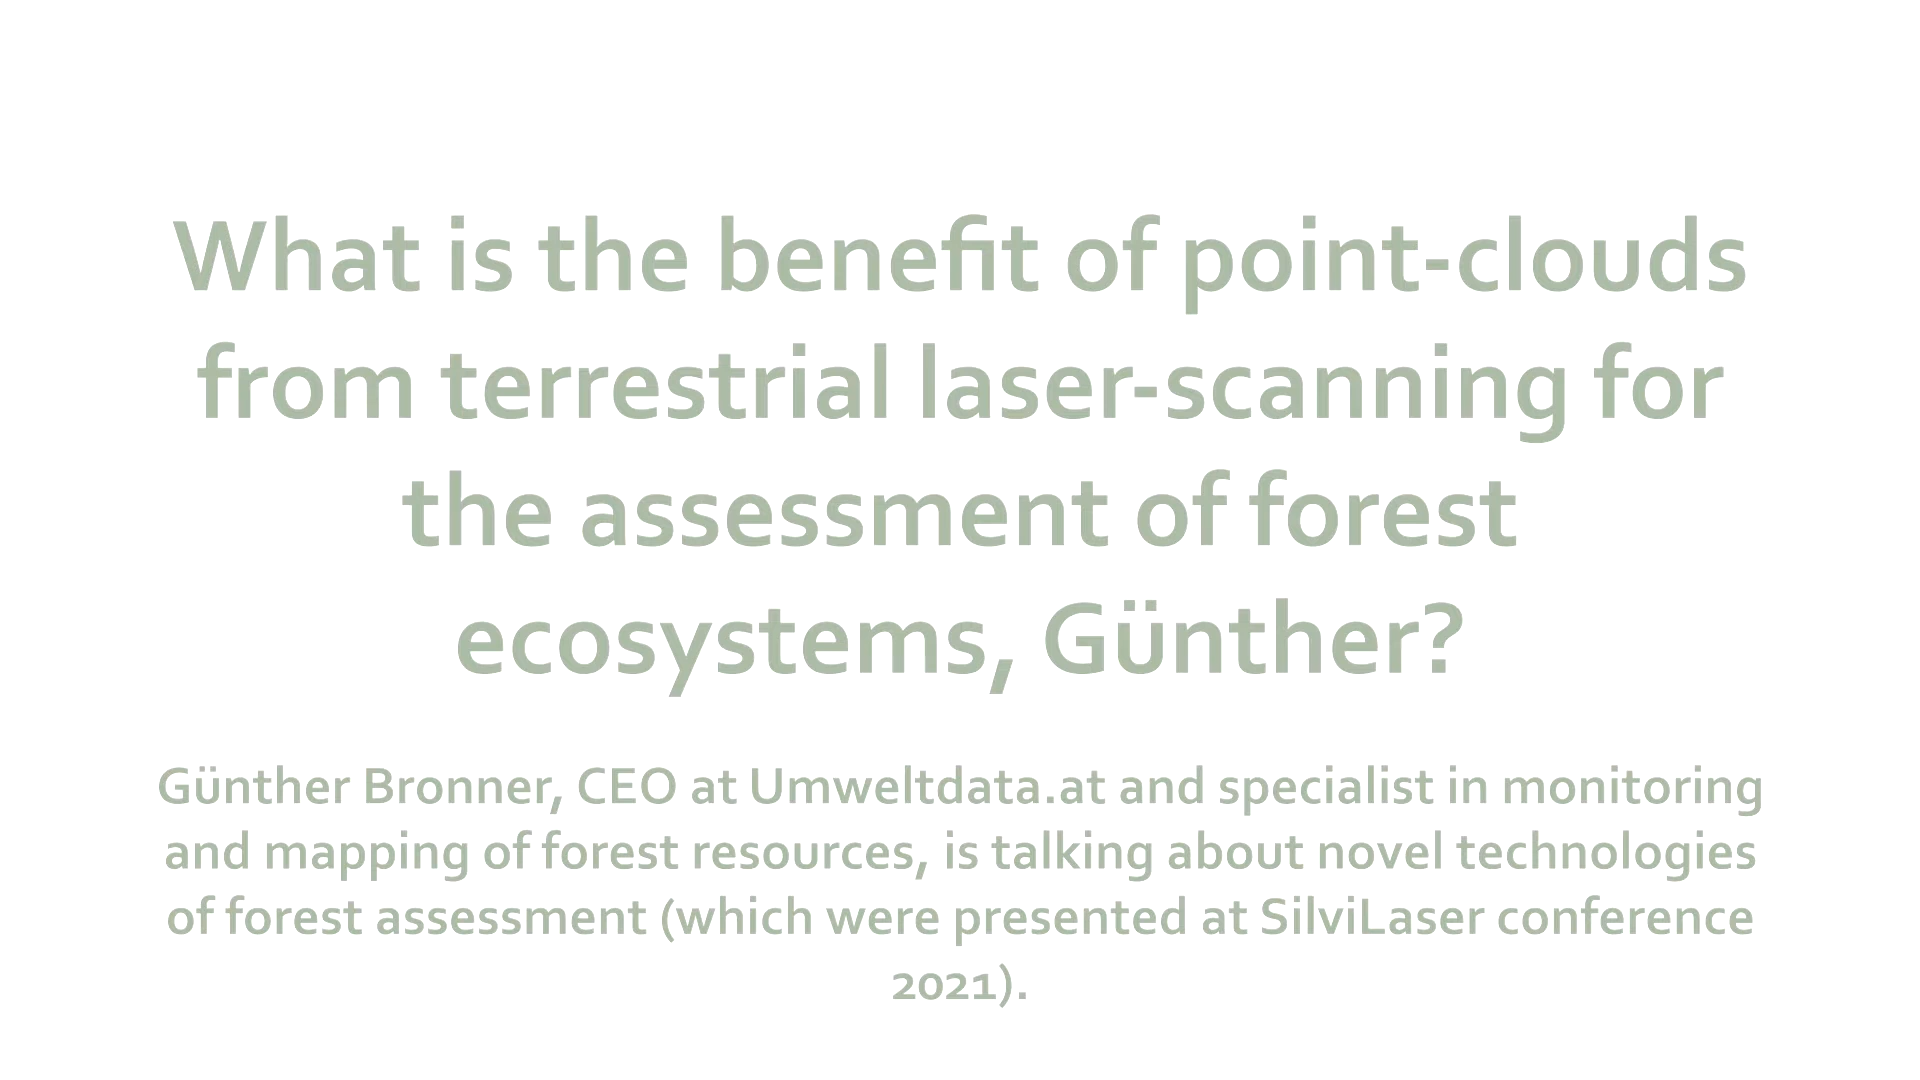 What is the benefit of point-clouds
from terrestrial laser-scanning for
the assessment of forest
ecosystems, Günther?
Günther Bronner, CEO at Umweltdata.at and specialist in monitoring
and mapping of forest resources, is talking about novel technologies
of forest assessment (which were presented at SilviLaser conference
2021).